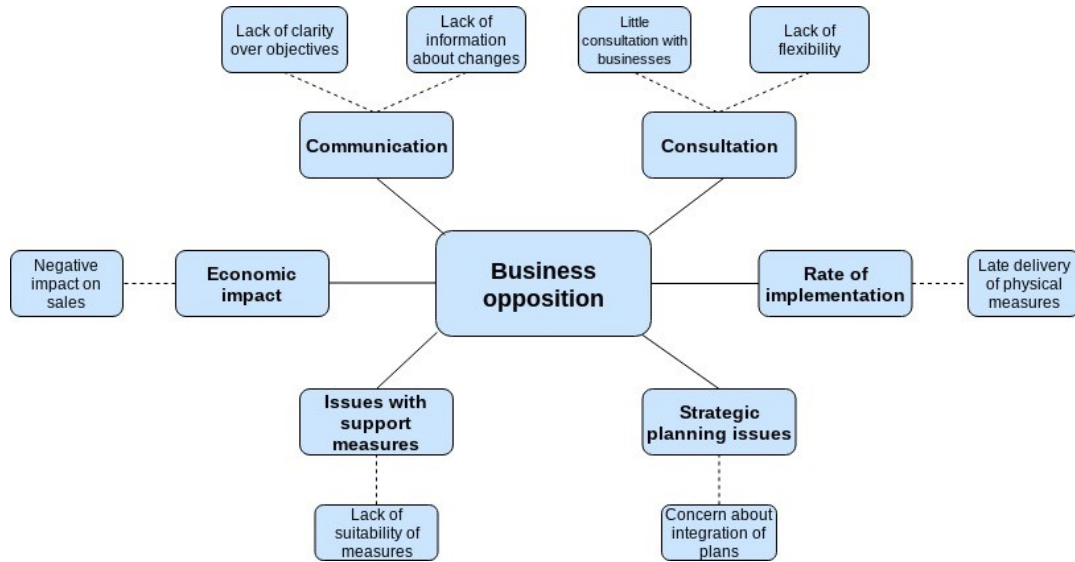 Lack of clarity
over objectives
Lack of
information
about changes
Little
consultation with
businesses
Lack of
flexibility
Communication
Consultation
Negative
impact on
sales
Economic
impact
Business
opposition
Rate of
implementation
Late delivery
of physical
measures
Issues with
support
measures
Strategic
planning issues
Lack of
suitability of
measures
Concern about
integration of
plans